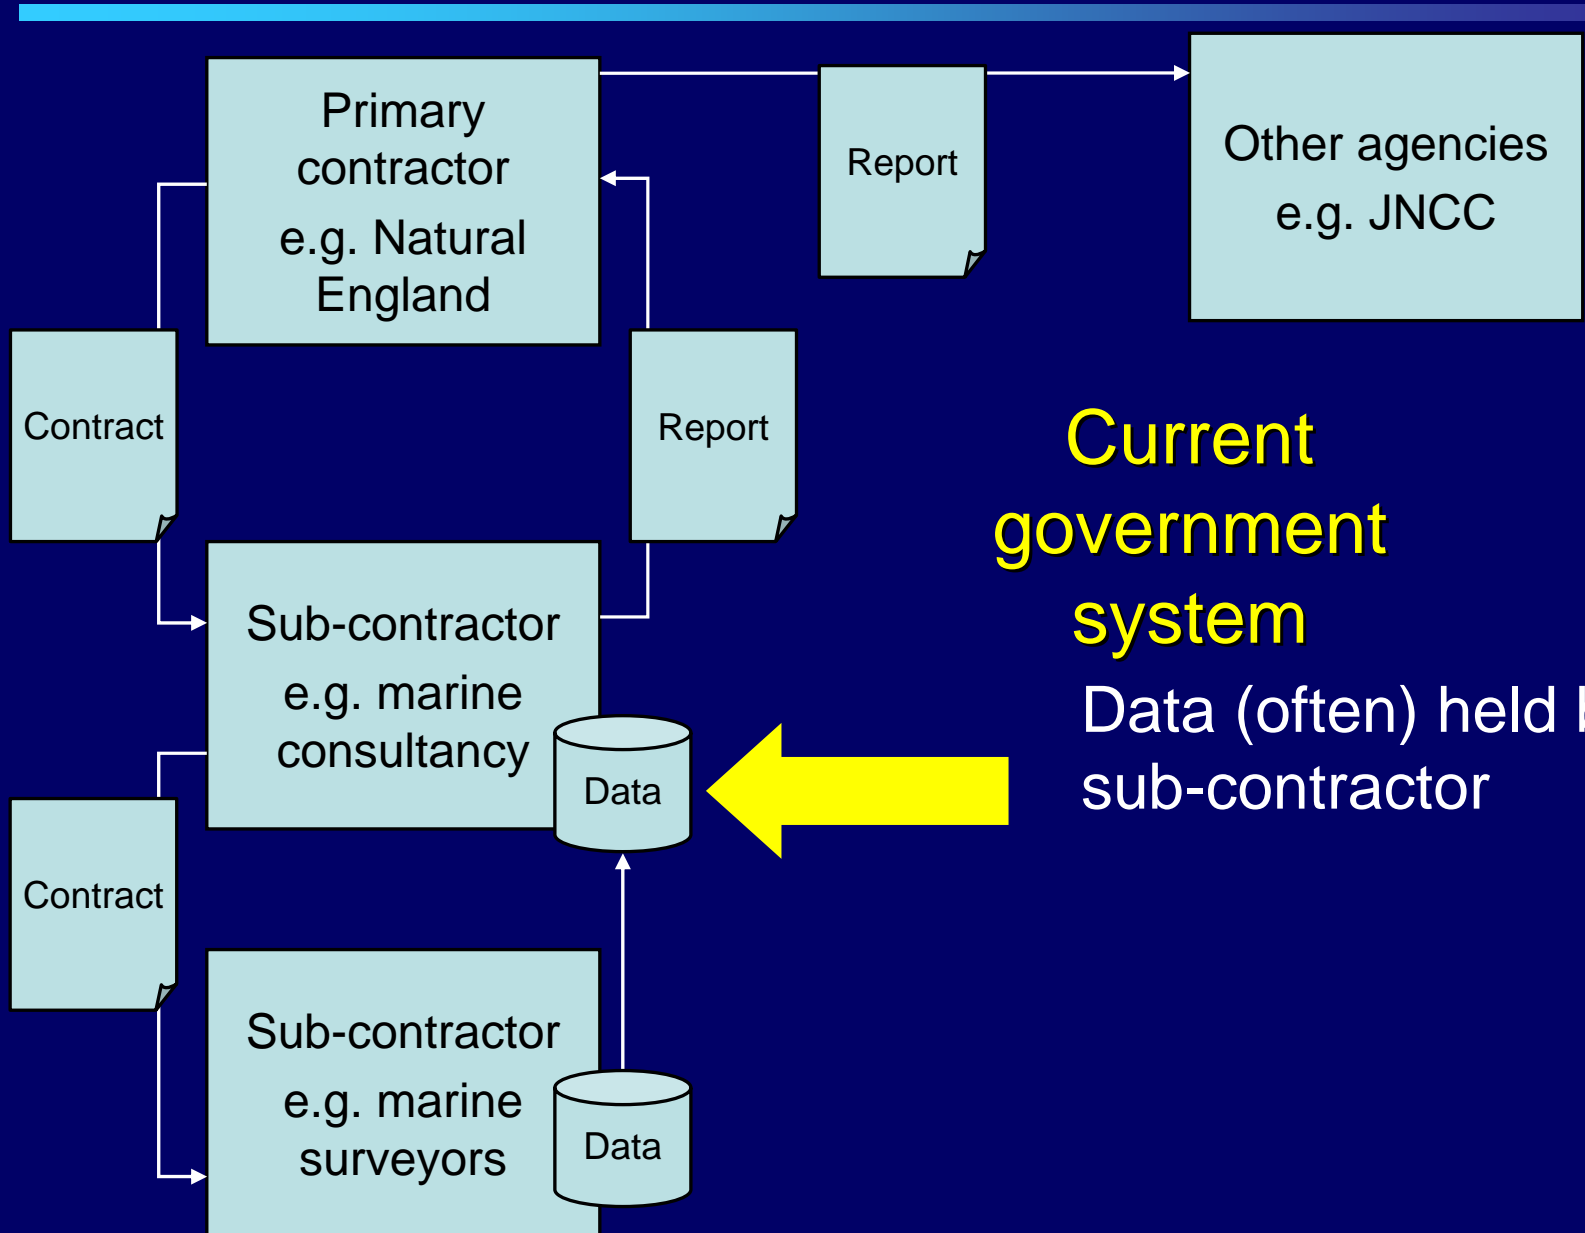 Primary
contractor
e.g. Natural
England
Report
Other agencies
e.g. JNCC
Contract
Report
Current
government
system
Sub-contractor
e.g. marine
consultancy
Data
Data (often) held
sub-contractor
Contract
Sub-contractor
e.g. marine
surveyors
Data